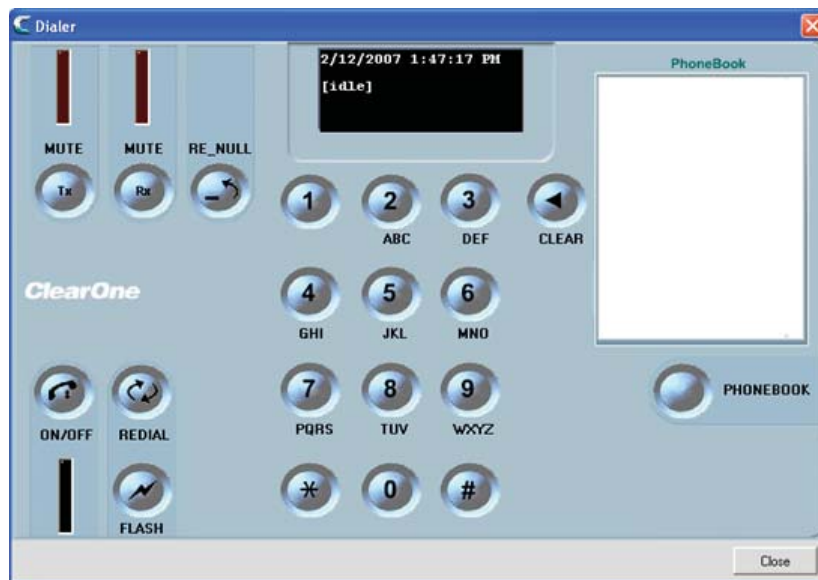 Dialer
2/12/2007 1:47:17 PM
[idle]
PhoneBook
MUTE MUTE RE_NULL
Tx Rx
1 2 3
ABC DEF CLEAR
ClearOne
4 5 6
GHI JKL MNO
7 8 9
PHONEBOOK
ON/OFF REDIAL PQRS TUV WXYZ
* 0 #
FLASH
Close